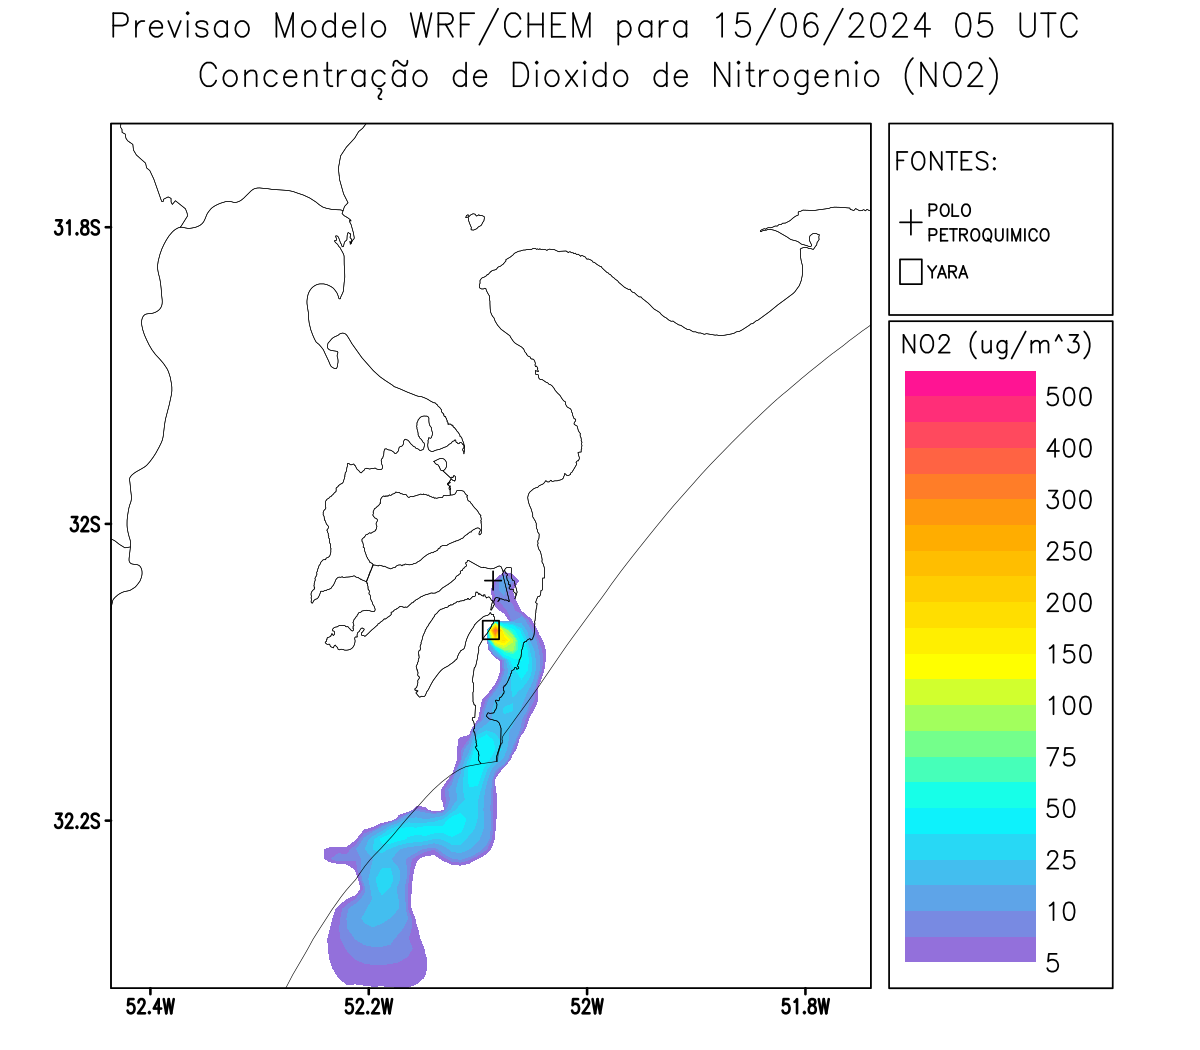 Previsao Modelo WRF/CHEM para 15/06/2024 05 UTC
Concentração de Dioxido de Nitrogenio (NO2)
FONTES:
POLO
PETROQUIMICO
YARA
31.8S
32S
32.2S
52.4W
52.2W
52W
51.8W
NO2 (ug/m^3)
500
400
300
250
200
150
100
75
50
25
10
5